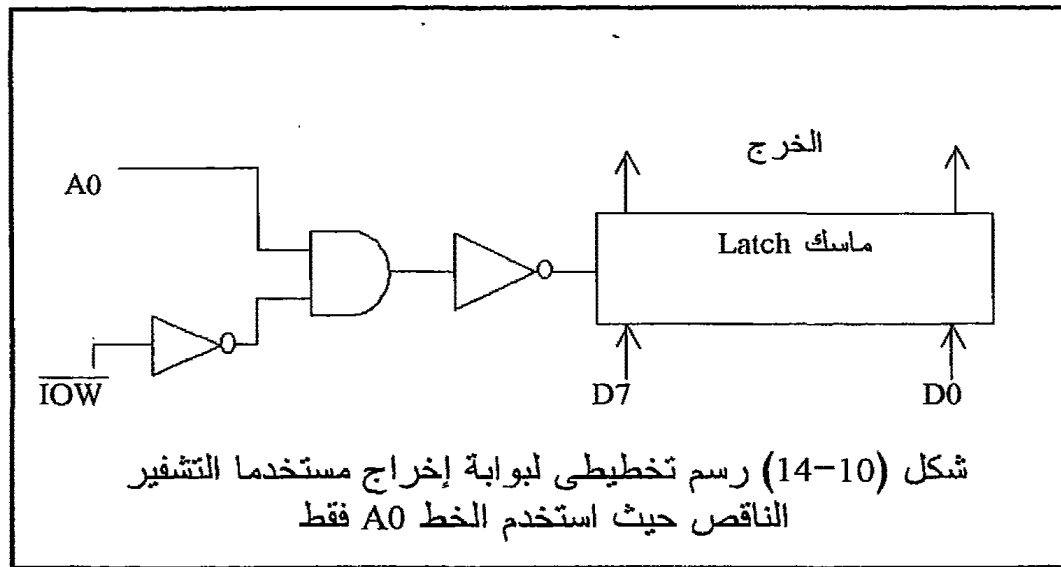 الخرج
A0
ماسك Latch
IOW
D7 D0
شكل (10-14) رسم تخطيطى لبوابة إخراج مستخدما التشفير
الناقص حيث استخدم الخط A0 فقط